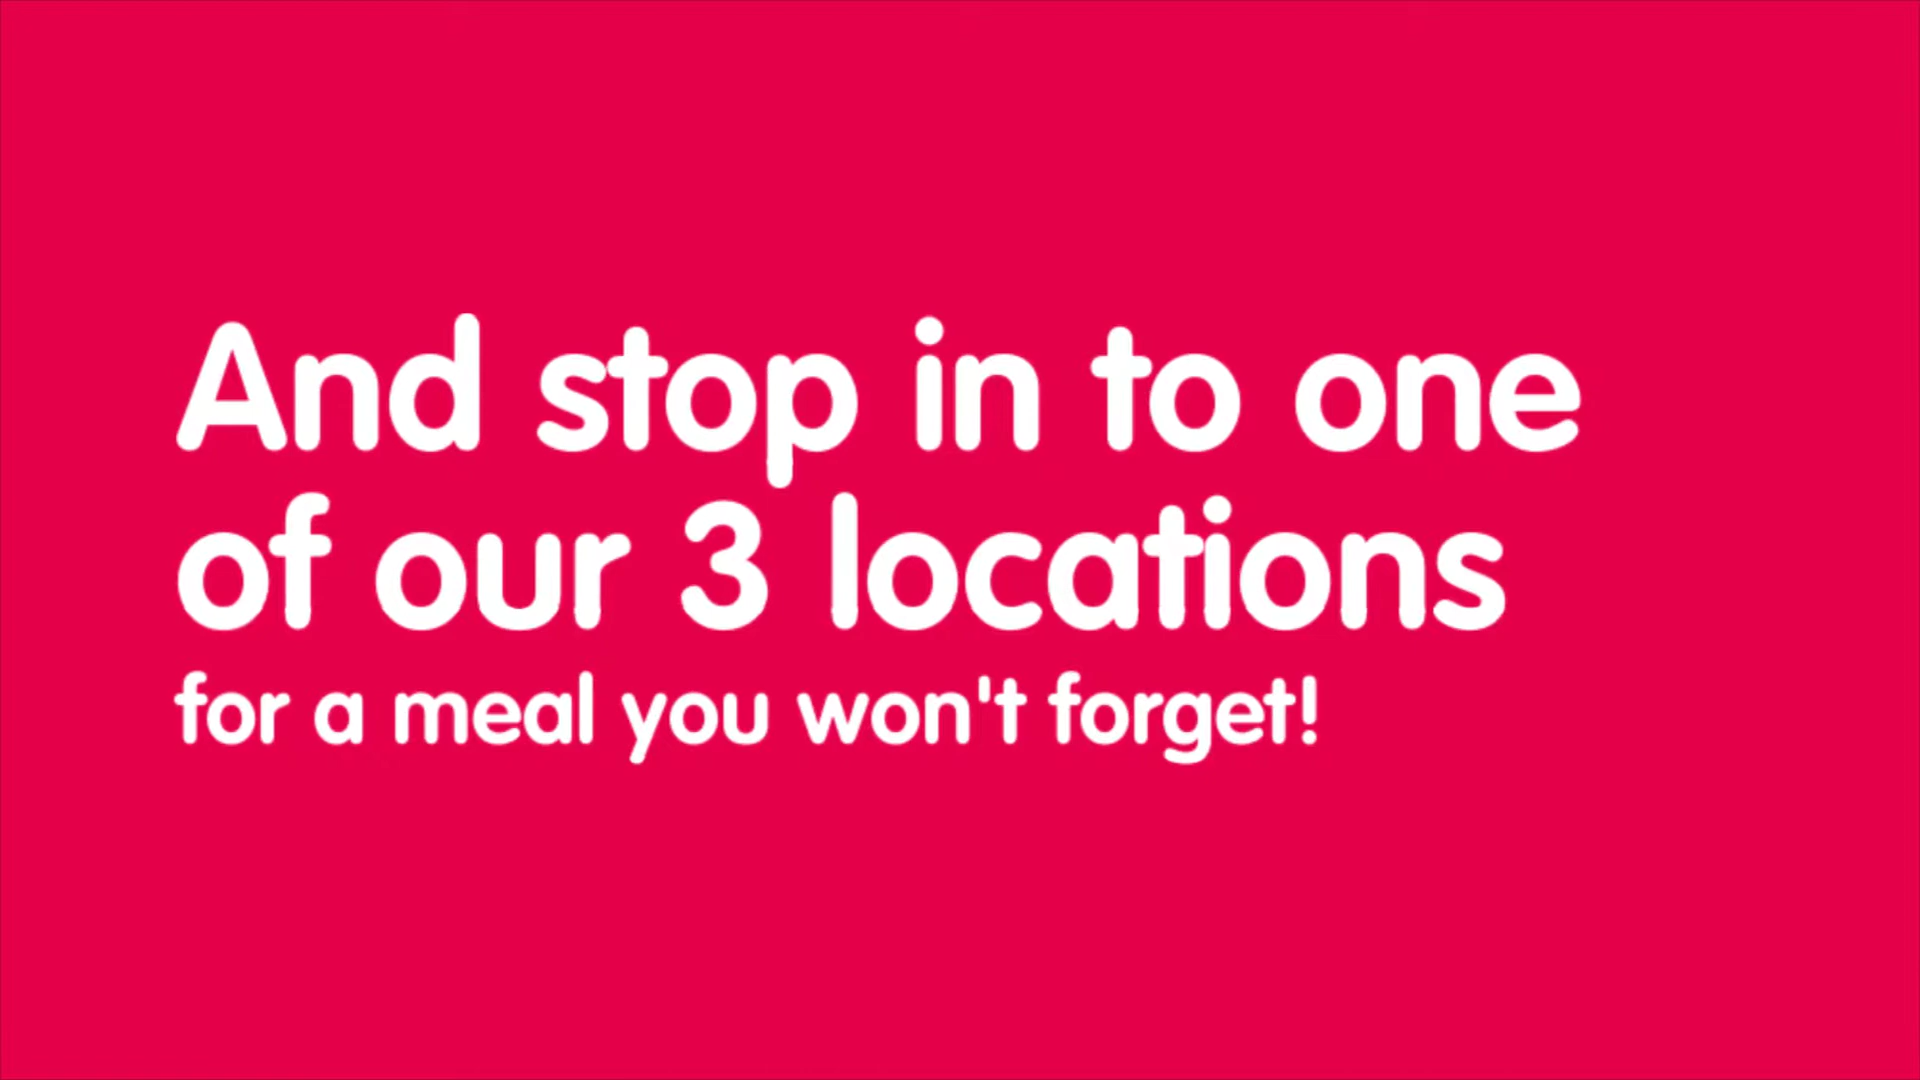 And stop in to one
of our 3 locations
for a meal you won't forget!